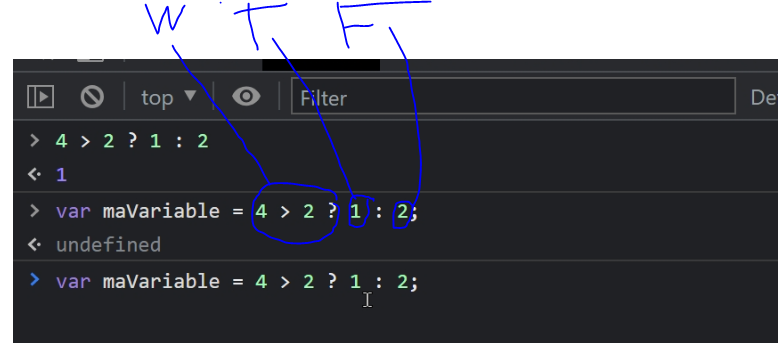 W T F
top ▼ Filter De
> 4 > 2 ? 1 : 2
<· 1
> var maVariable = 4 > 2 ? 1 : 2;
<· undefined
> var maVariable = 4 > 2 ? 1 : 2;